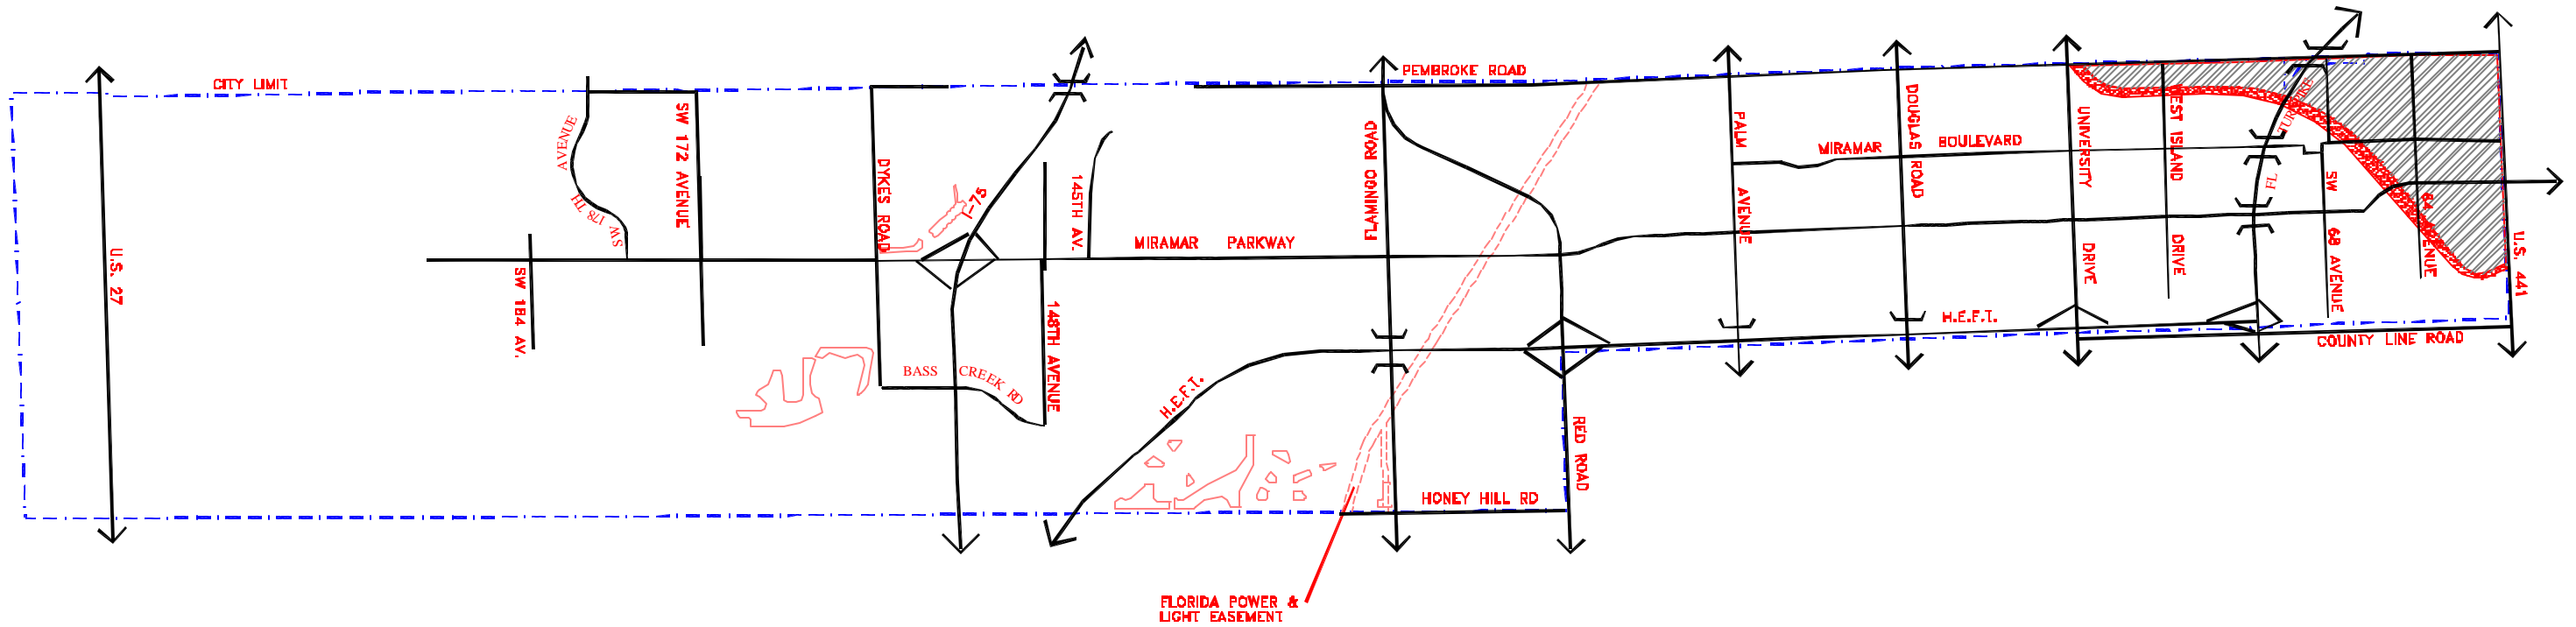 CITY LIMIT
PEMBROKE ROAD
U.S. 27
AVENUE
SW 178 TH
SW 172 AVENUE
SW 184 AV.
DYKES ROAD
I-75
145TH AV.
148TH AVENUE
BASS CREEK RD
MIRAMAR PARKWAY
FLAMINGO ROAD
H.E.F.T.
HONEY HILL RD
RED ROAD
FLORIDA POWER &
LIGHT EASEMENT
PALM AVENUE
DOUGLAS ROAD
MIRAMAR BOULEVARD
UNIVERSITY DRIVE
WEST ISLAND DRIVE
FL TURNPIKE
SW 68 AVENUE
64 AVENUE
U.S. 441
H.E.F.T.
COUNTY LINE ROAD